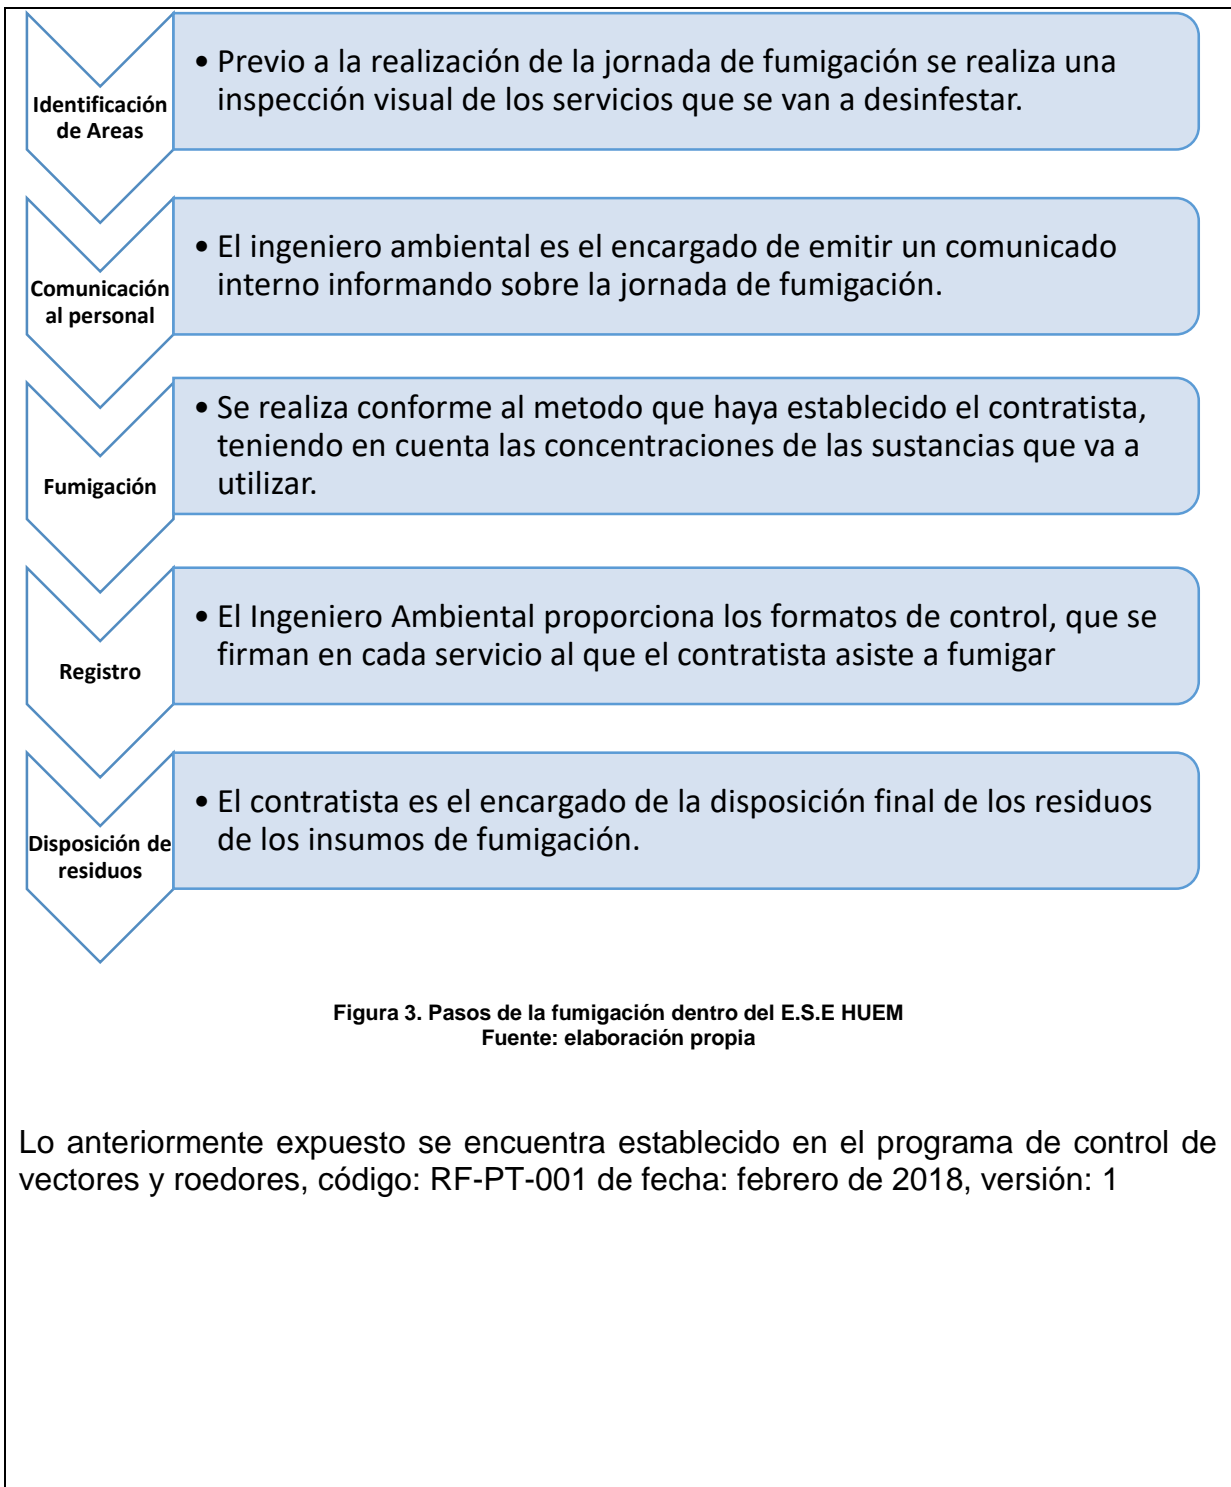 Identificación
de Areas
• Previo a la realización de la jornada de fumigación se realiza una
inspección visual de los servicios que se van a desinfestar.
Comunicación
al personal
• El ingeniero ambiental es el encargado de emitir un comunicado
interno informando sobre la jornada de fumigación.
Fumigación
• Se realiza conforme al metodo que haya establecido el contratista,
teniendo en cuenta las concentraciones de las sustancias que va a
utilizar.
Registro
• El Ingeniero Ambiental proporciona los formatos de control, que se
firman en cada servicio al que el contratista asiste a fumigar
Disposición de
residuos
• El contratista es el encargado de la disposición final de los residuos
de los insumos de fumigación.
Figura 3. Pasos de la fumigación dentro del E.S.E HUEM
Fuente: elaboración propia
Lo anteriormente expuesto se encuentra establecido en el programa de control de
vectores y roedores, código: RF-PT-001 de fecha: febrero de 2018, versión: 1